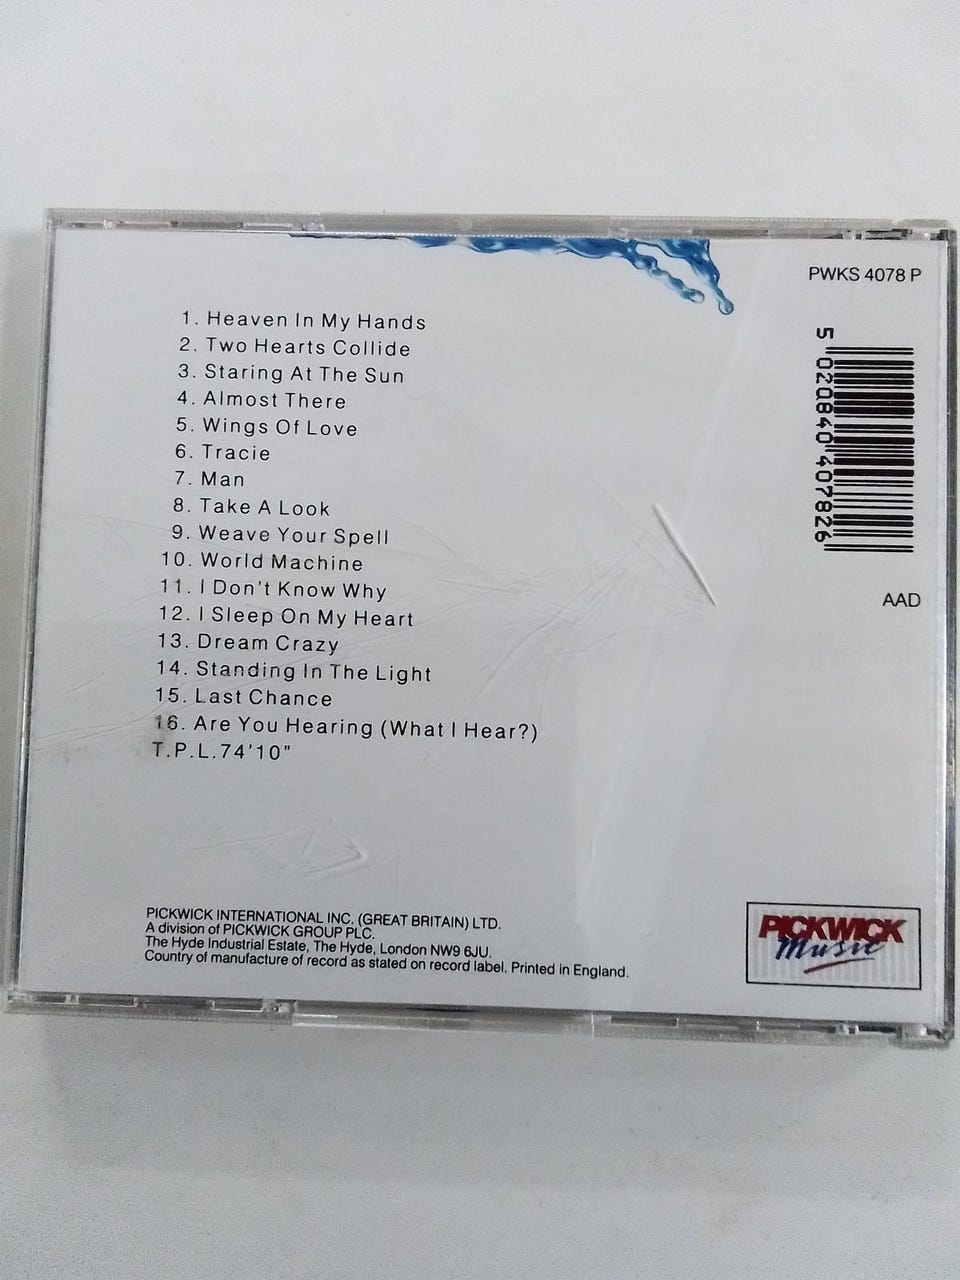 PWKS 4078 P
1. Heaven In My Hands
2. Two Hearts Collide
3. Staring At The Sun
4. Almost There
5. Wings Of Love
6. Tracie
7. Man
8. Take A Look
9. Weave Your Spell
10. World Machine
11. I Don't Know Why
12. I Sleep On My Heart
13. Dream Crazy
14. Standing In The Light
15. Last Chance
16. Are You Hearing (What I Hear?)
T.P.L.74'10"
5 020840 407826
AAD
PICKWICK INTERNATIONAL INC. (GREAT BRITAIN) LTD.
A division of PICKWICK GROUP PLC.
The Hyde Industrial Estate, The Hyde, London NW9 6JU.
Country of manufacture of record as stated on record label. Printed in England.
PICKWICK
Music